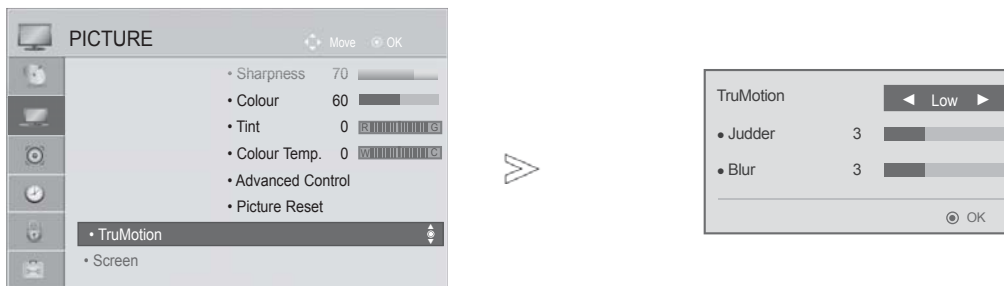 PICTURE Move OK
• Sharpness 70
• Colour 60
• Tint 0 R G
• Colour Temp. 0 W C
• Advanced Control
• Picture Reset
• TruMotion
• Screen
TruMotion ◄ Low ►
• Judder 3
• Blur 3
OK